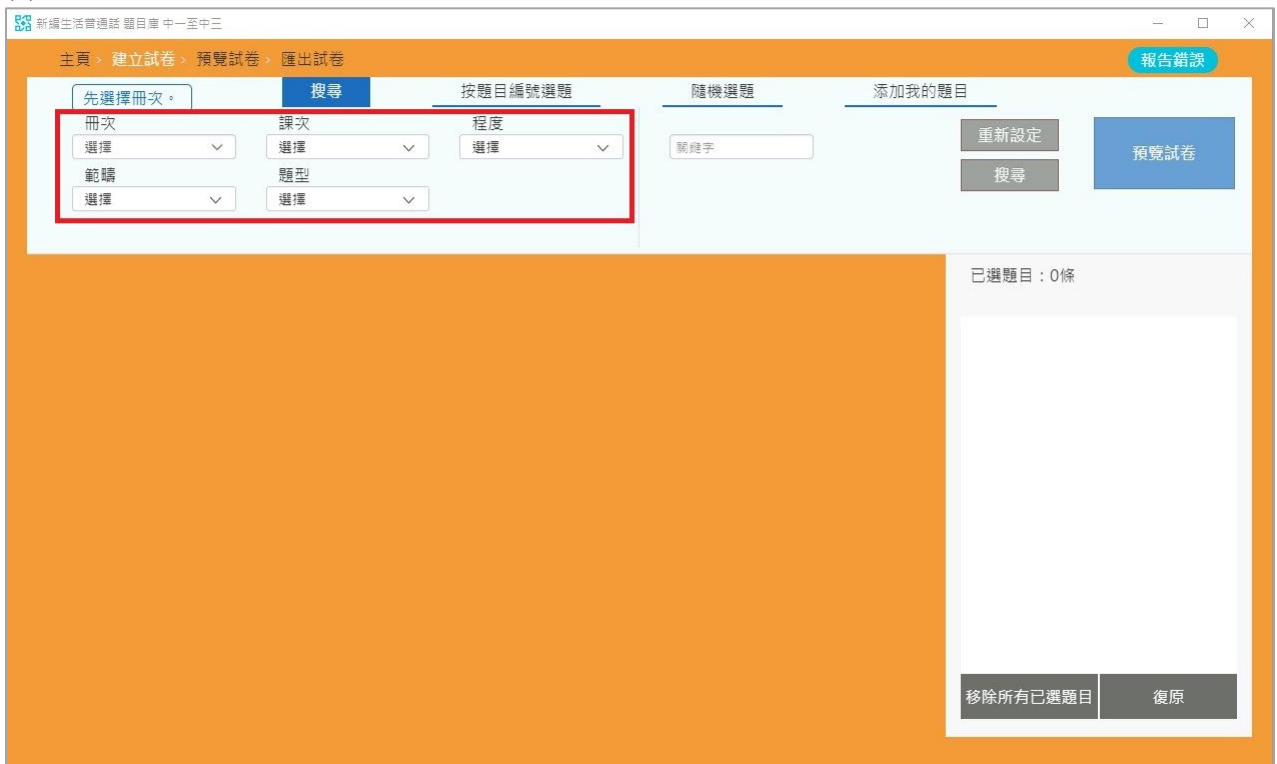 新編生活普通話 題目庫 中一至中三
主頁> 建立試卷> 預覽試卷> 匯出試卷
報告錯誤
先選擇冊次。
搜尋
按題目編號選題
隨機選題
添加我的題目
冊次
課次
程度
選擇
選擇
選擇
關鍵字
重新設定
預覽試卷
範疇
題型
搜尋
選擇
選擇
已選題目：0條
移除所有已選題目
復原